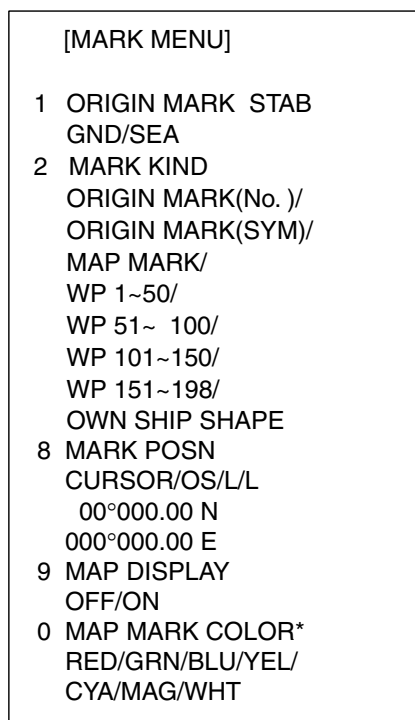 [MARK MENU]
1 ORIGIN MARK STAB
GND/SEA
2 MARK KIND
ORIGIN MARK(No. )/
ORIGIN MARK(SYM)/
MAP MARK/
WP 1~50/
WP 51~ 100/
WP 101~150/
WP 151~198/
OWN SHIP SHAPE
8 MARK POSN
CURSOR/OS/L/L
00°000.00 N
000°000.00 E
9 MAP DISPLAY
OFF/ON
0 MAP MARK COLOR*
RED/GRN/BLU/YEL/
CYA/MAG/WHT